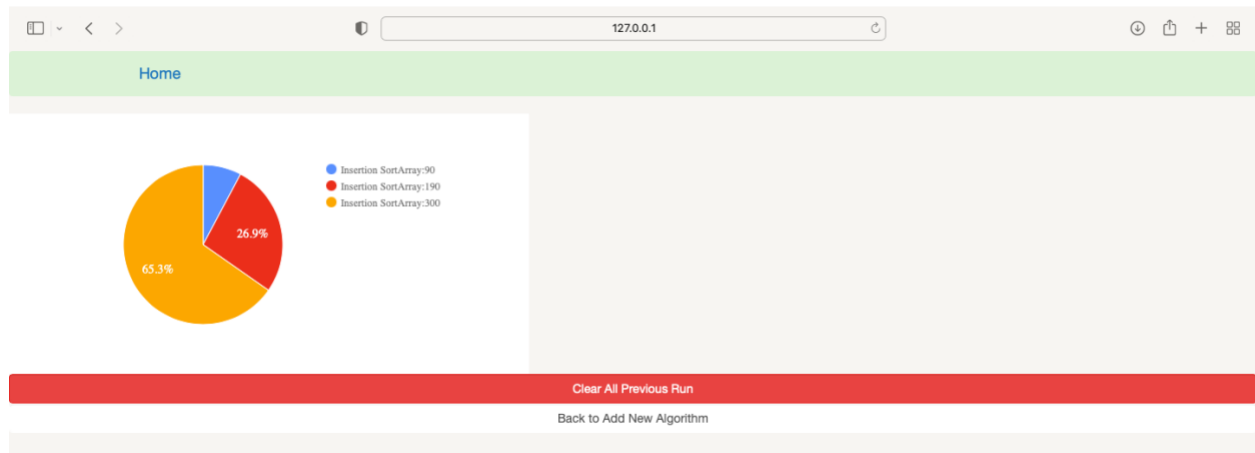 127.0.0.1
Home
Insertion SortArray:90
Insertion SortArray:190
Insertion SortArray:300
26.9%
65.3%
Clear All Previous Run
Back to Add New Algorithm